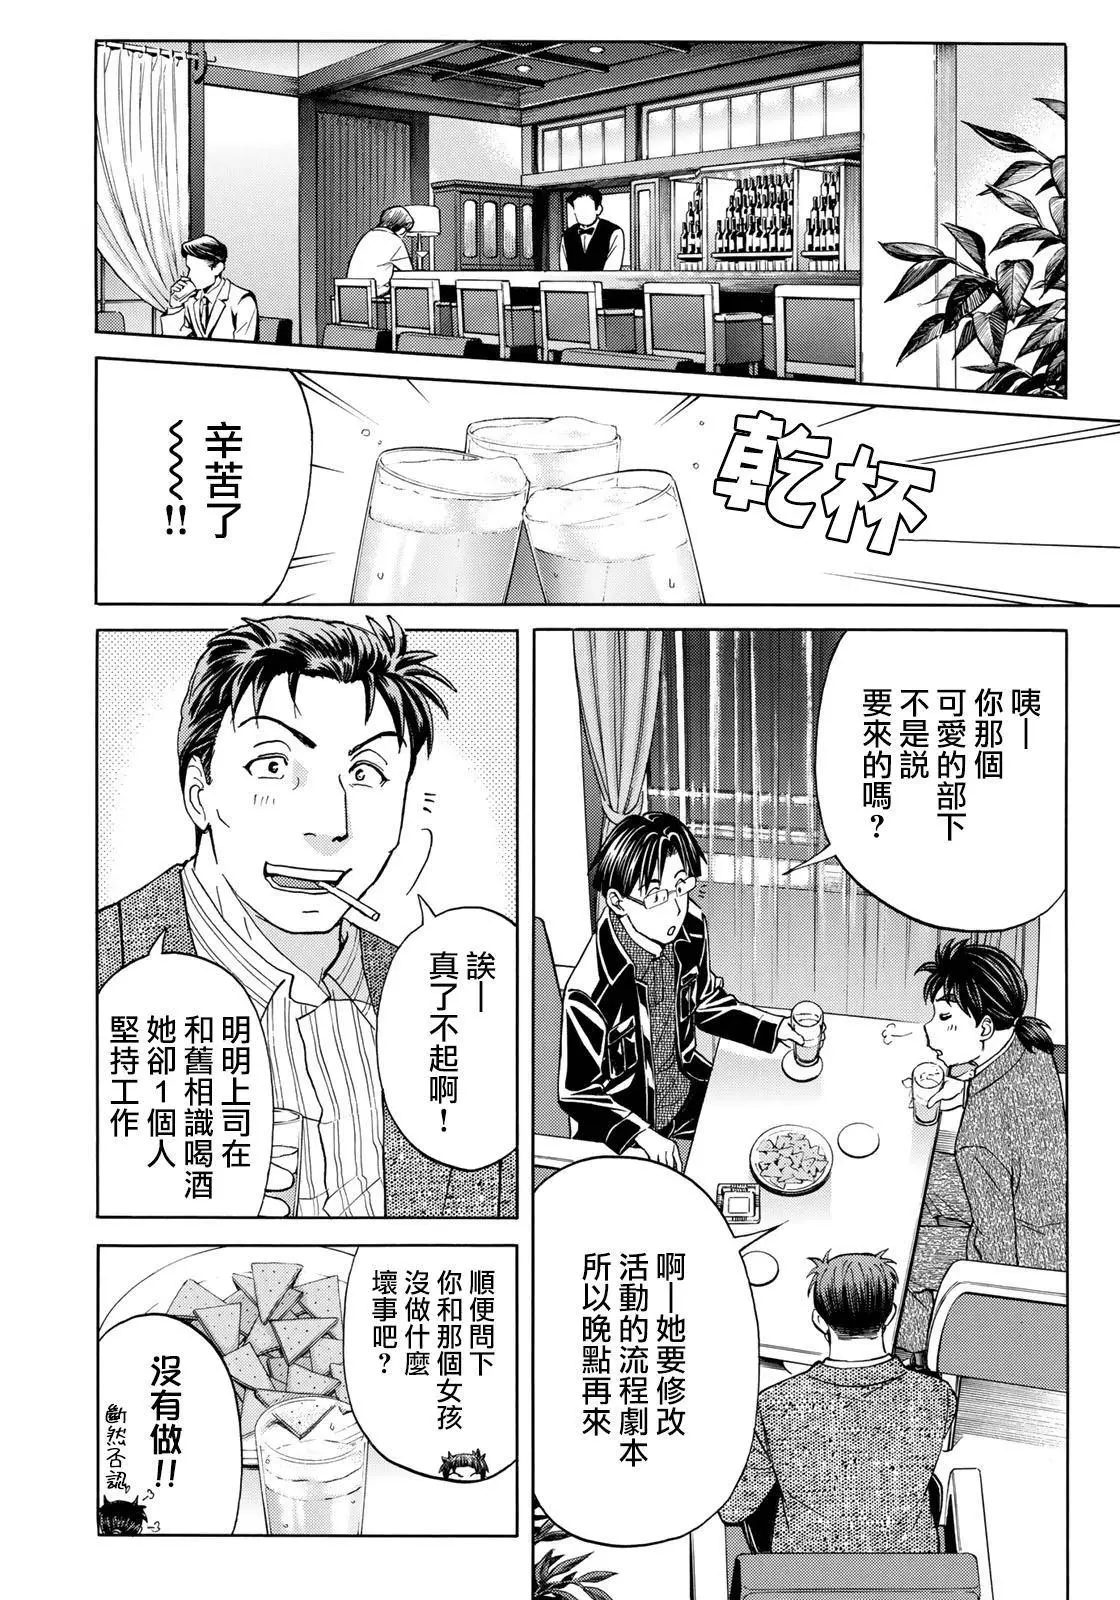 乾杯
辛苦了
〜〜〜!!
咦—
你那個
可愛的部下
不是説
要來的嗎?
啊—她要修改
活動的流程劇本
所以晚點再來
誒—
真了不起啊!
明明上司在
和舊相識喝酒
她卻1個人
堅持工作
順便問下
你和那個女孩
沒做什麼
壞事吧?
沒有做!!
斷然否認